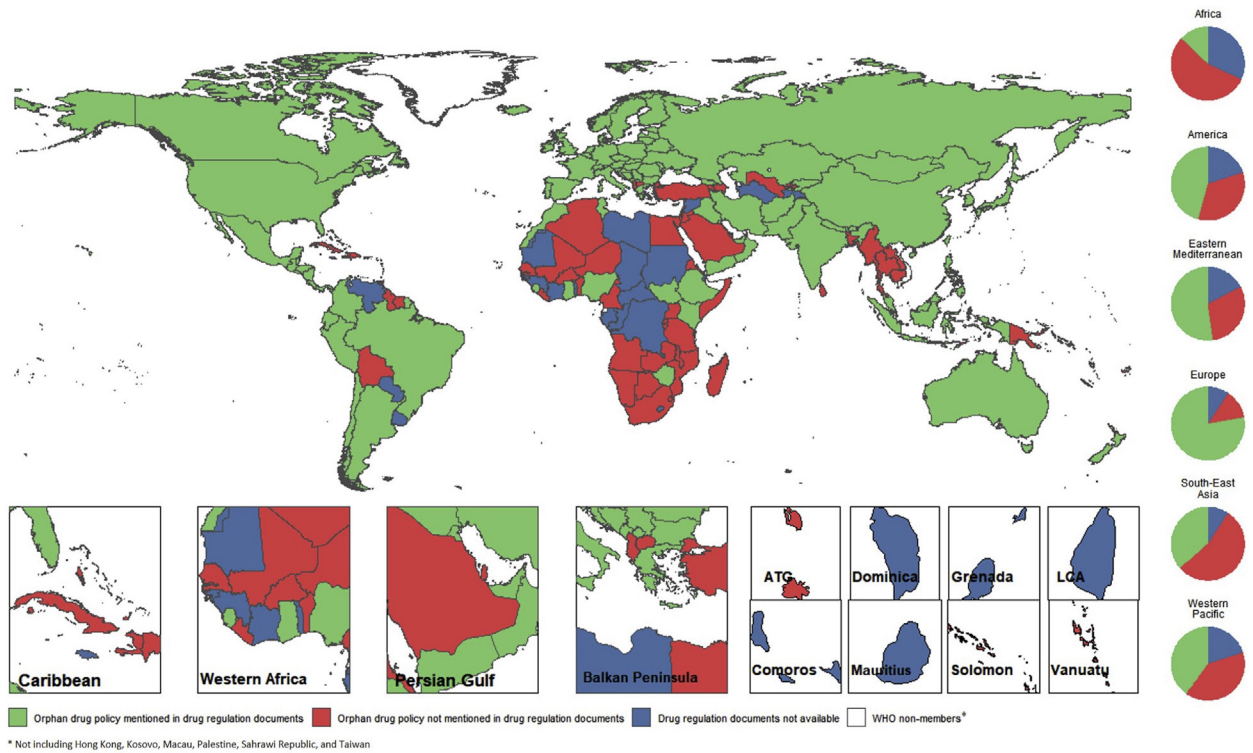 Africa
America
Eastern
Mediterranean
Europe
South-East
Asia
Western
Pacific
Caribbean
Western Africa
Persian Gulf
Balkan Peninsula
ATG
Dominica
Grenada
LCA
Comoros
Mauritius
Solomon
Vanuatu
Orphan drug policy mentioned in drug regulation documents
Orphan drug policy not mentioned in drug regulation documents
Drug regulation documents not available
WHO non-members*
* Not including Hong Kong, Kosovo, Macau, Palestine, Sahrawi Republic, and Taiwan